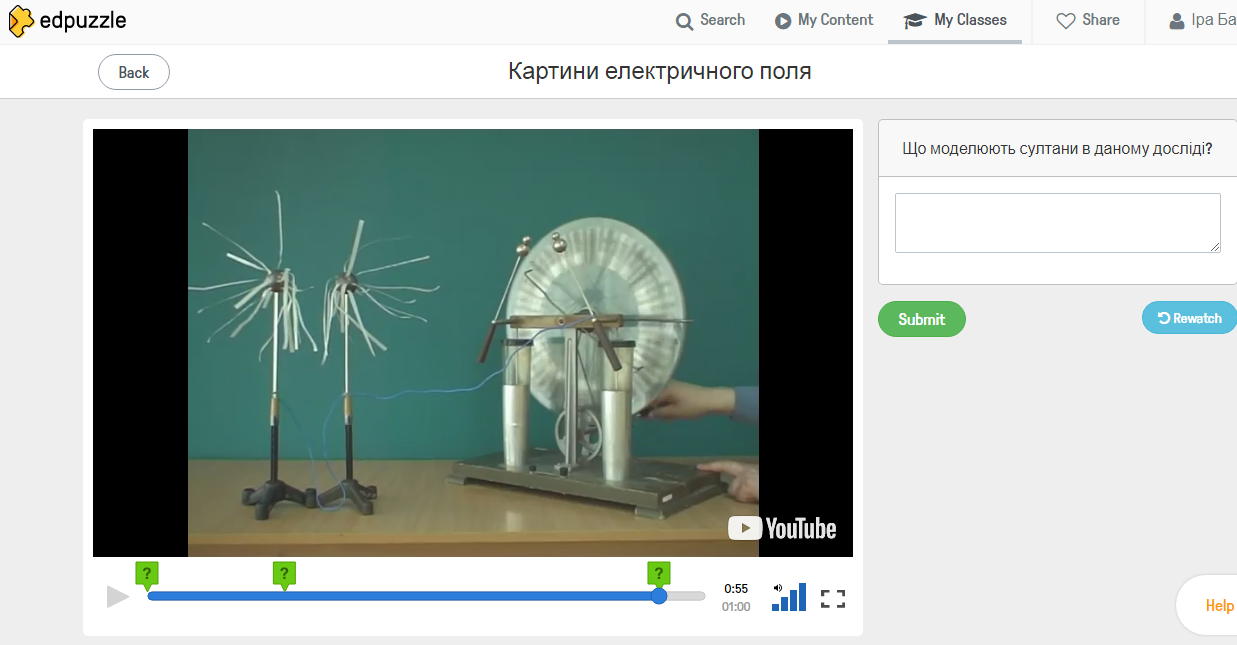 edpuzzle
Search
My Content
My Classes
Share
Іра Ба
Back
Картини електричного поля
Що моделюють султани в даному досліді?
Submit
Rewatch
YouTube
?
?
?
0:55
01:00
Help